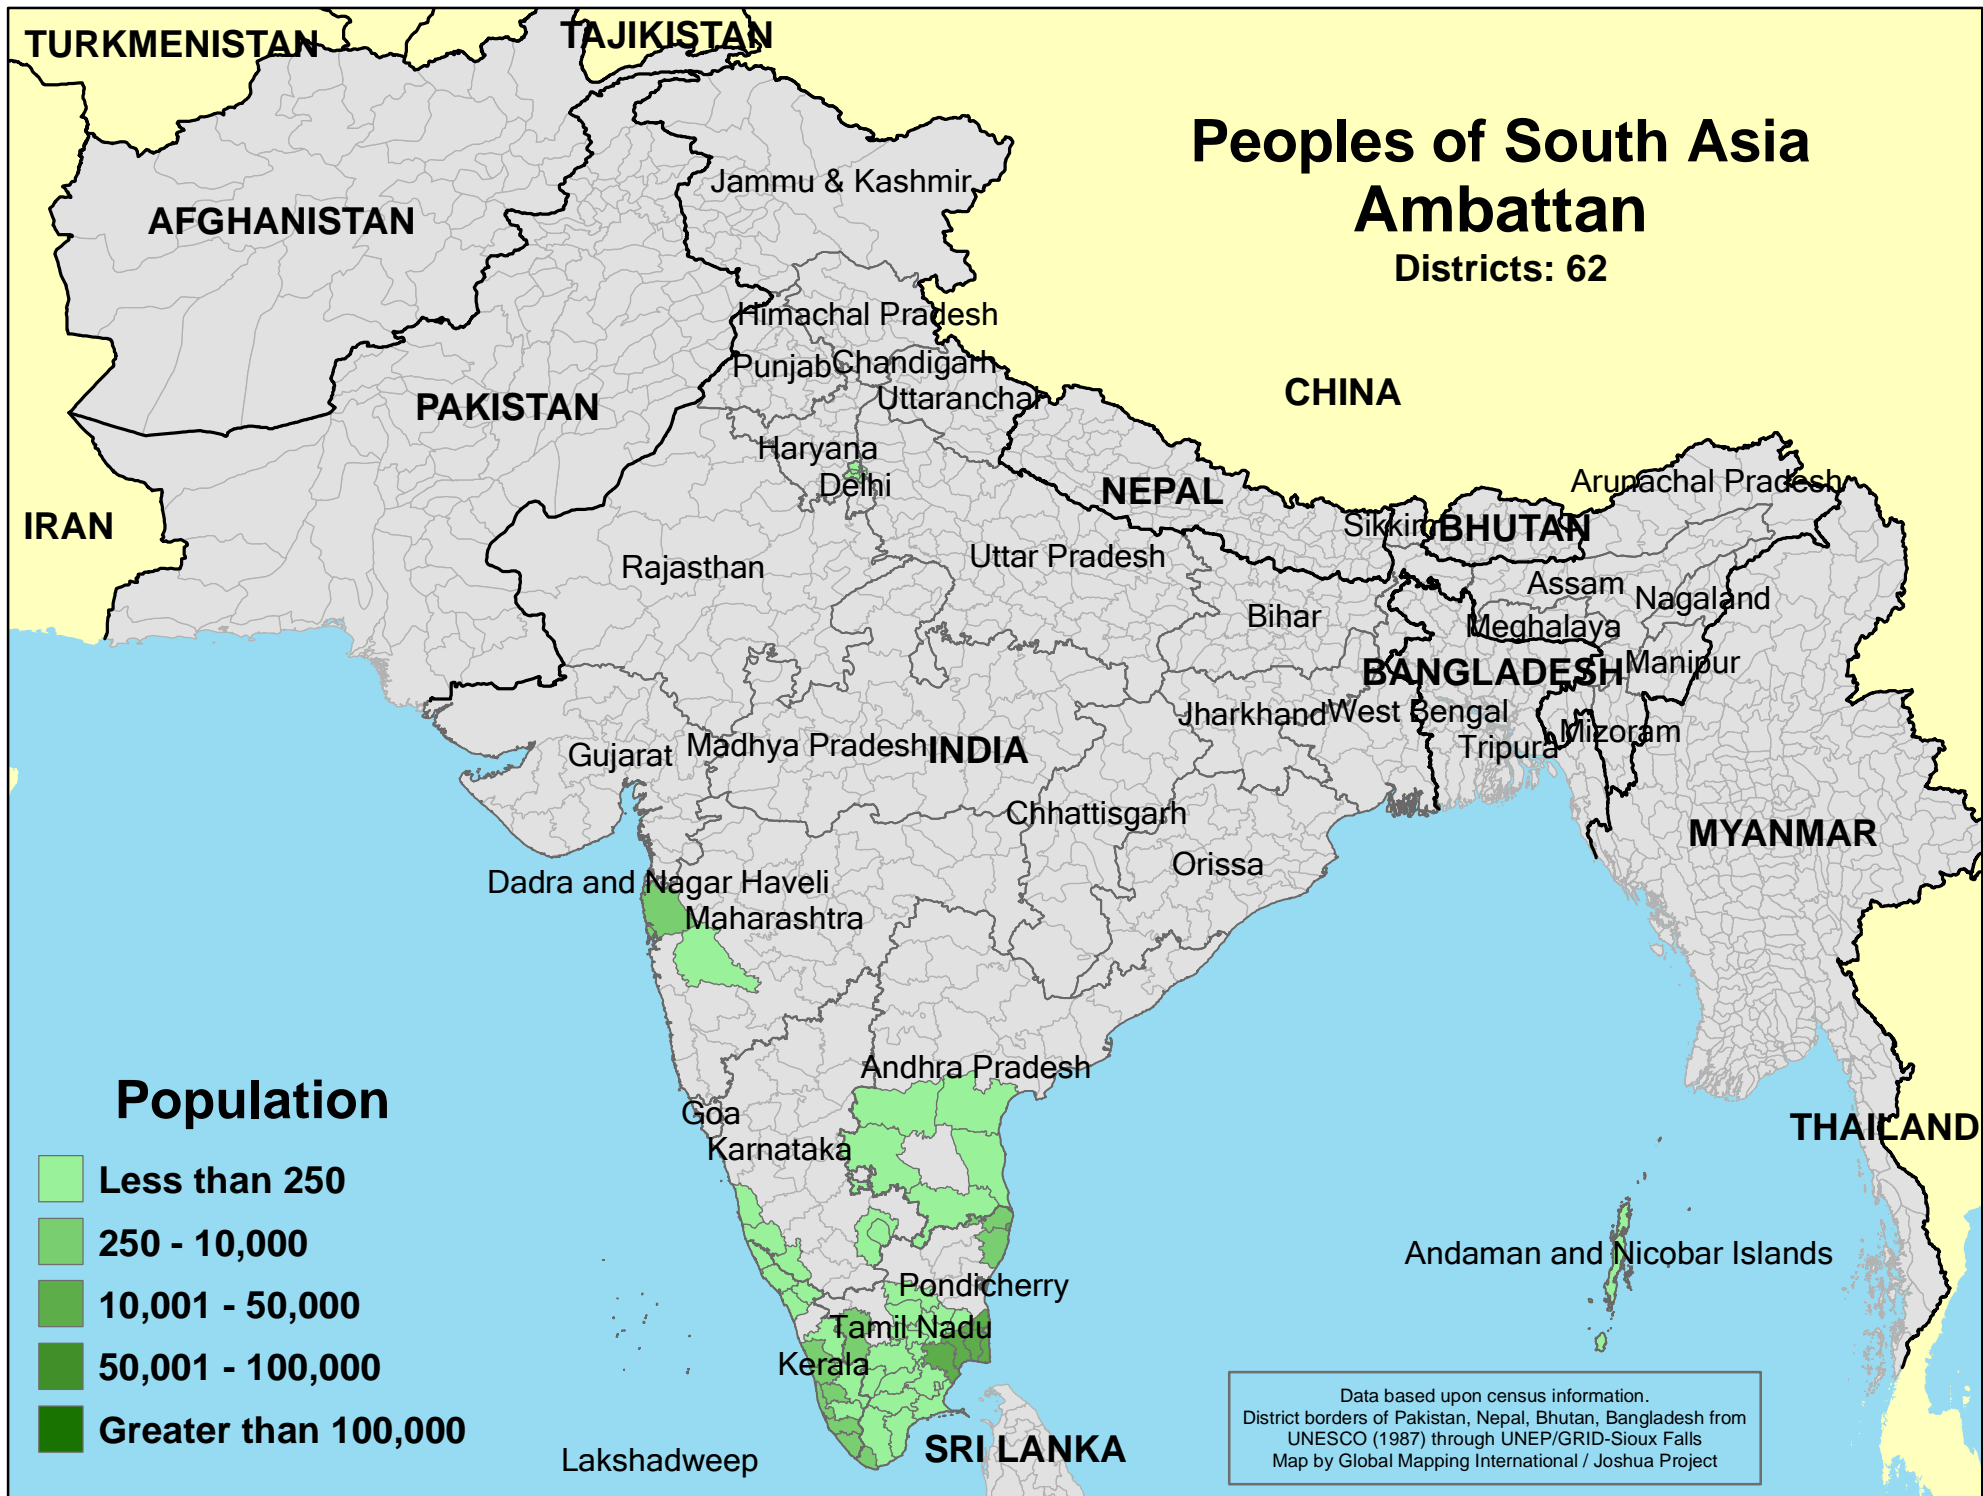 TURKMENISTAN
TAJIKISTAN
Peoples of South Asia
Ambattan
Districts: 62
Jammu & Kashmir
AFGHANISTAN
Himachal Pradesh
Punjab
Chandigarh
Uttaranchal
PAKISTAN
CHINA
Haryana
Delhi
NEPAL
Arunachal Pradesh
IRAN
Sikkim
BHUTAN
Rajasthan
Uttar Pradesh
Assam
Nagaland
Bihar
Meghalaya
BANGLADESH
Manipur
Jharkhand
West Bengal
Gujarat
Madhya Pradesh
INDIA
Tripura
Mizoram
Chhattisgarh
MYANMAR
Orissa
Dadra and Nagar Haveli
Maharashtra
Andhra Pradesh
Goa
Karnataka
THAILAND
Andaman and Nicobar Islands
Pondicherry
Tamil Nadu
Kerala
Lakshadweep
SRI LANKA
Population
Less than 250
250 - 10,000
10,001 - 50,000
50,001 - 100,000
Greater than 100,000
Data based upon census information.
District borders of Pakistan, Nepal, Bhutan, Bangladesh from
UNESCO (1987) through UNEP/GRID-Sioux Falls
Map by Global Mapping International / Joshua Project